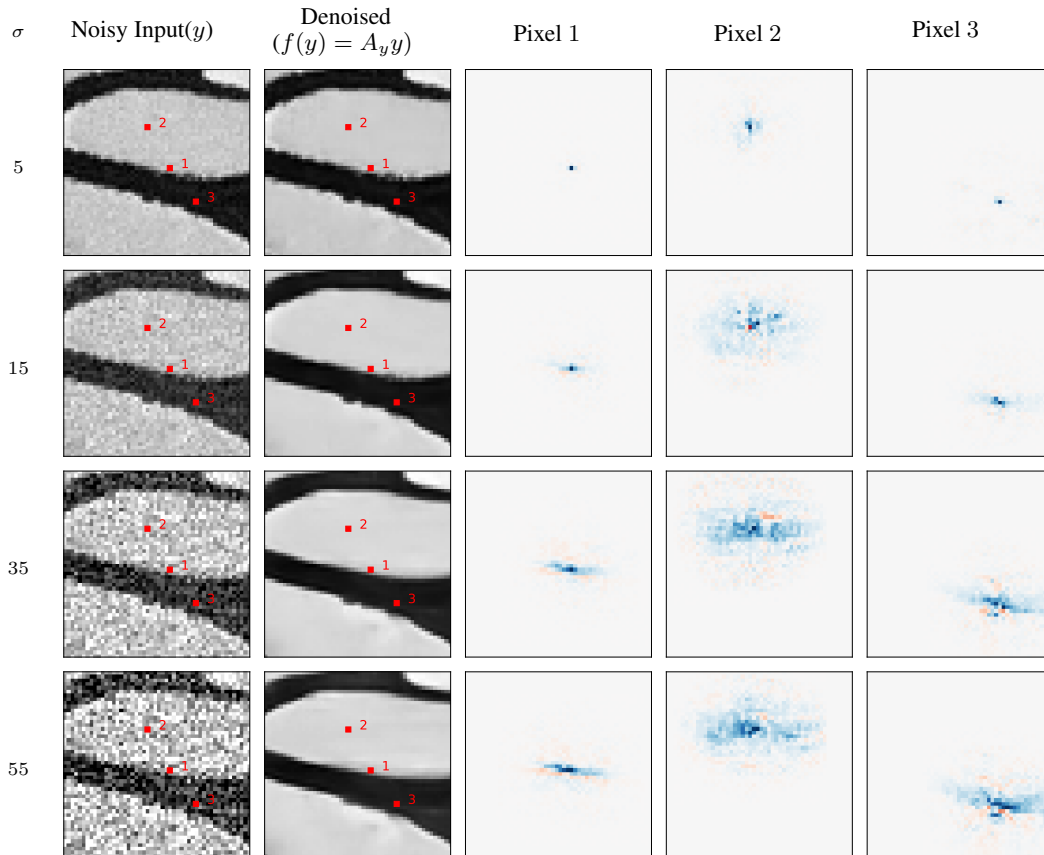 σ Noisy Input(y) Denoised Pixel 1 Pixel 2 Pixel 3
(f(y) = A_y y)
5 2 1 3 2 1 3
15 2 1 3 2 1 3
35 2 1 3 2 1 3
55 2 1 3 2 1 3